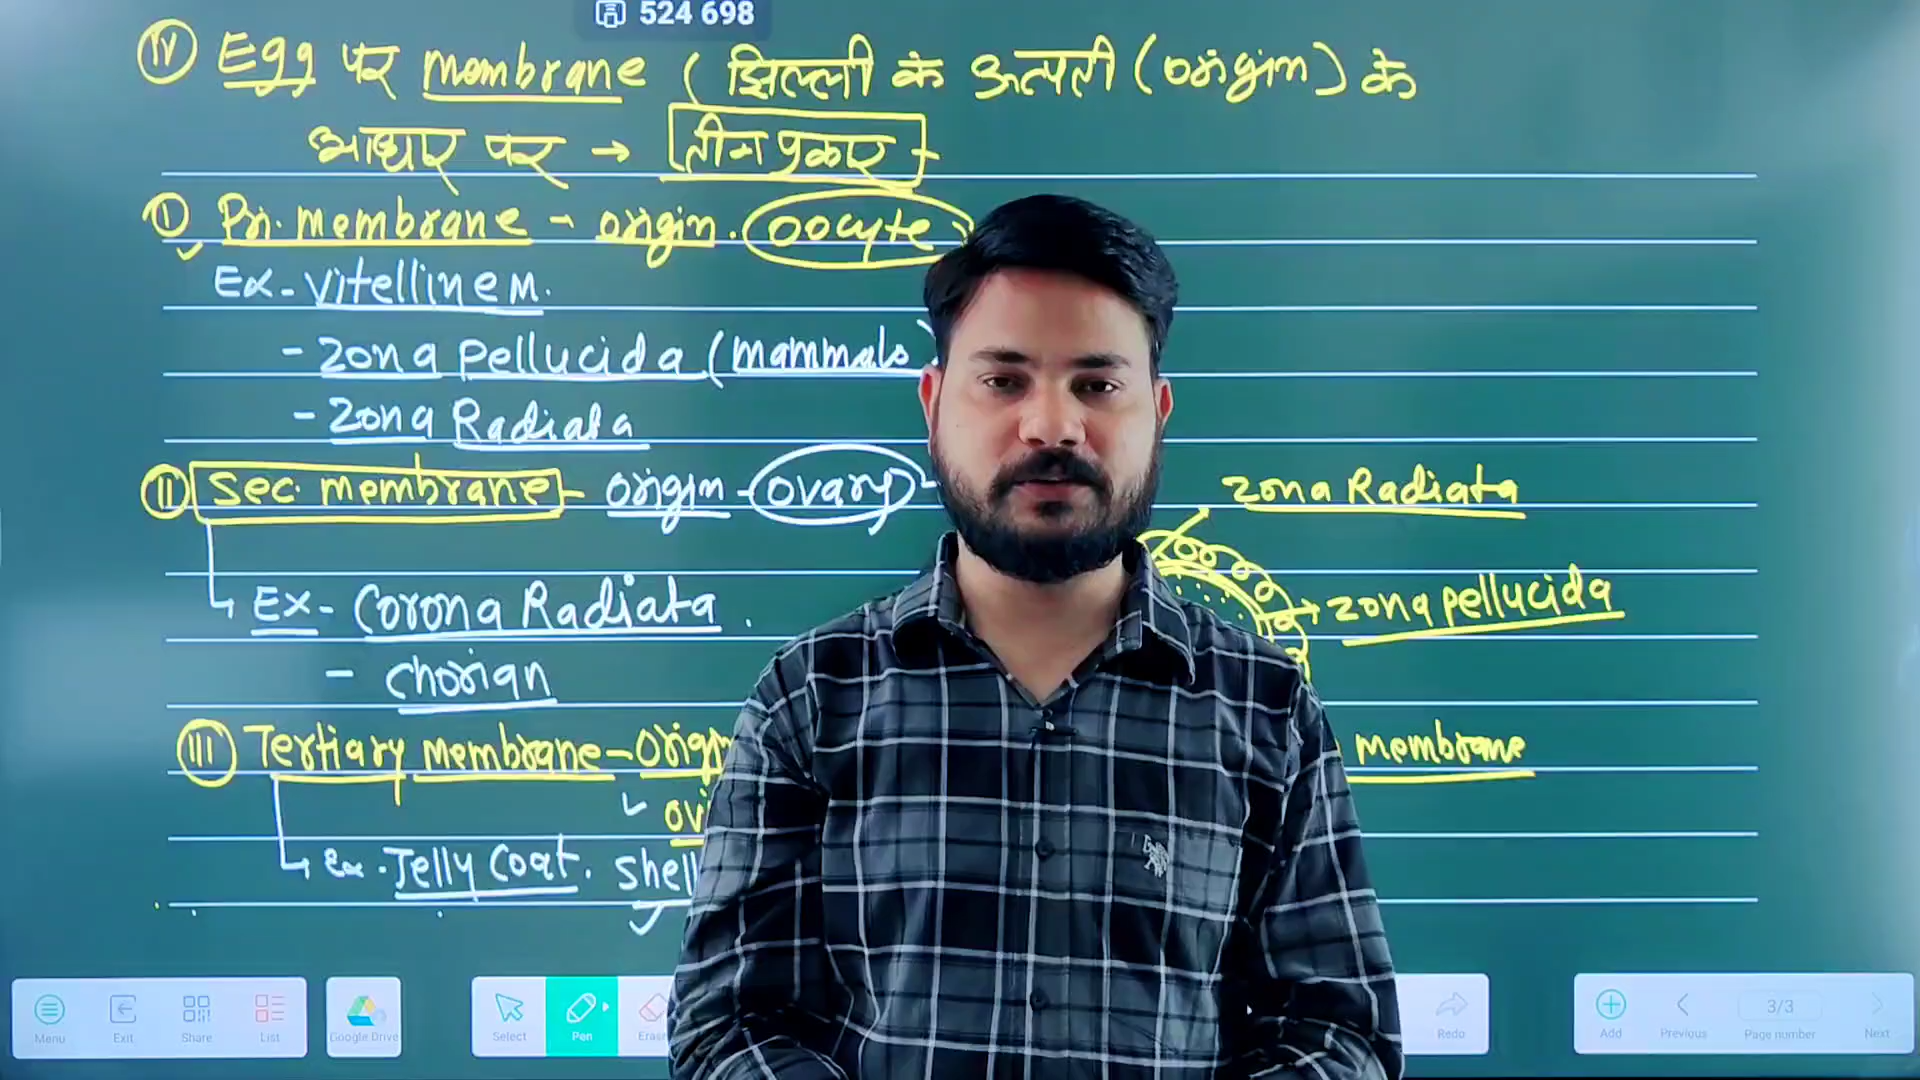 524 698
IV Egg पर membrane (झिल्ली के उत्पती (origin) के
आधार पर → तीन प्रकार -
I Pri. membrane - origin. oocyte
Ex - Vitelline M.
- Zona Pellucida (mammals
- Zona Radiata
II Sec. membrane - origin - ovary -
Zona Radiata
Ex - Corona Radiata.
Zona pellucida
- chorian
III Tertiary membrane - origin
membrane
Ex. Jelly Coat. Shell
Menu Exit Share List Google Drive Select Pen Redo Add Previous 3/3 Page number Next